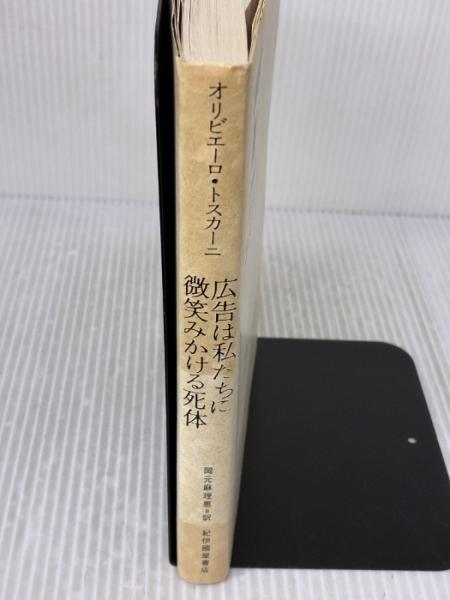 オリビエーロ・トスカーニ
広告は私たちに
微笑みかける死体
岡元麻理恵=訳
紀伊國屋書店